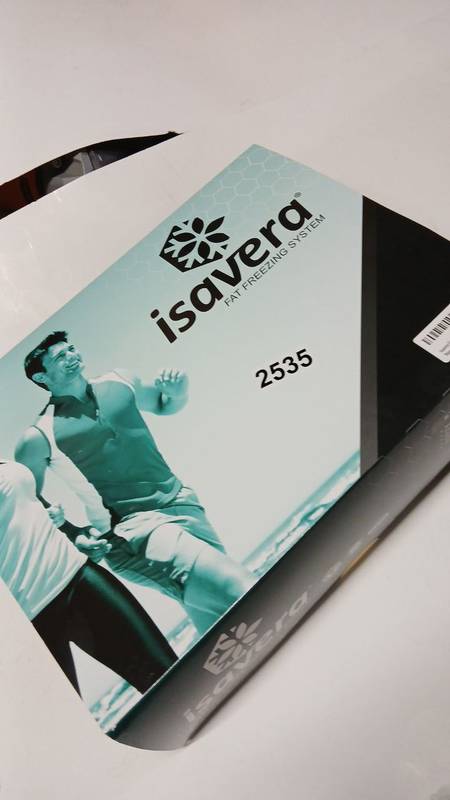 isavera®
FAT FREEZING SYSTEM
2535
isavera